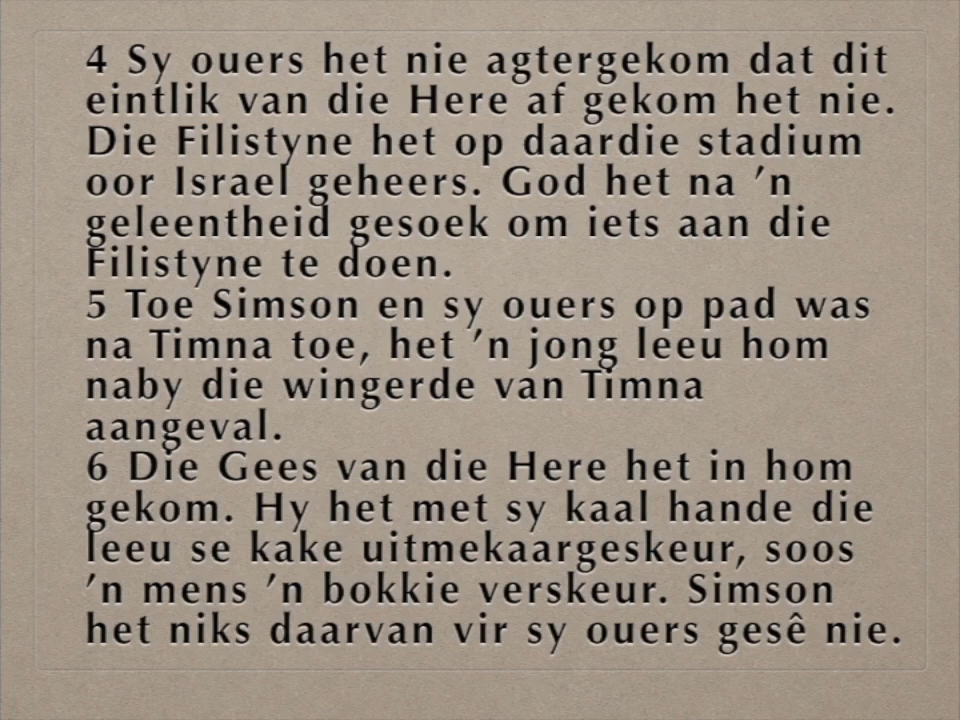 4 Sy ouers het nie agtergekom dat dit
eintlik van die Here af gekom het nie.
Die Filistyne het op daardie stadium
oor Israel geheers. God het na ’n
geleentheid gesoek om iets aan die
Filistyne te doen.
5 Toe Simson en sy ouers op pad was
na Timna toe, het ’n jong leeu hom
naby die wingerde van Timna
aangeval.
6 Die Gees van die Here het in hom
gekom. Hy het met sy kaal hande die
leeu se kake uitmekaargeskeur, soos
’n mens ’n bokkie verskeur. Simson
het niks daarvan vir sy ouers gesê nie.